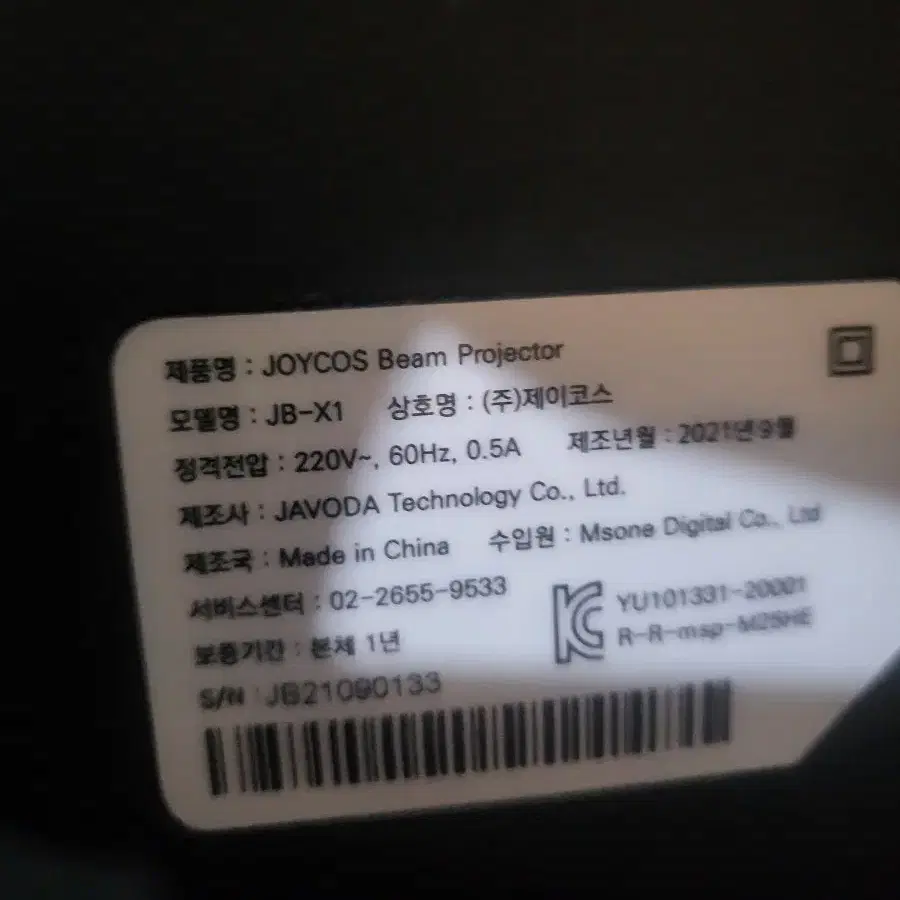 제품명 : JOYCOS Beam Projector
모델명 : JB-X1 상호명 : (주)제이코스
정격전압 : 220V~, 60Hz, 0.5A 제조년월 : 2021년 9월
제조사 : JAVODA Technology Co., Ltd.
제조국 : Made in China 수입원 : Msone Digital Co., Ltd
서비스센터 : 02-2655-9533
YU101331-20001
보증기간 : 본체 1년
R-R-msp-M25HE
S/N : JB21090133